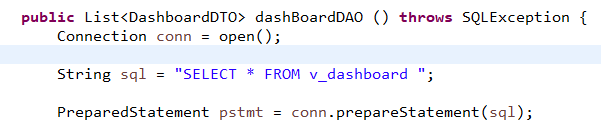 public List<DashboardDTO> dashBoardDAO () throws SQLException {
Connection conn = open();
String sql = "SELECT * FROM v_dashboard ";
PreparedStatement pstmt = conn.prepareStatement(sql);